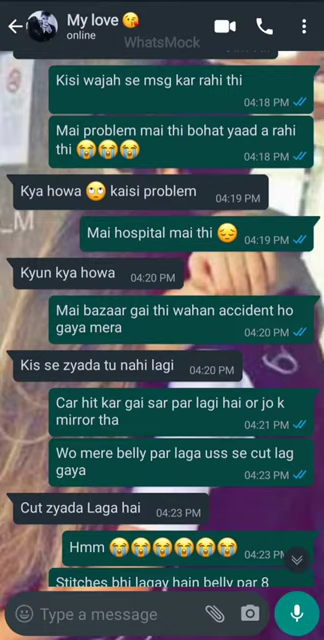 My love 😘
online
WhatsMock
Kisi wajah se msg kar rahi thi
04:18 PM
Mai problem mai thi bohat yaad a rahi
thi 😭😭😭
04:18 PM
Kya howa 🙄 kaisi problem
04:19 PM
_M
Mai hospital mai thi 😔
04:19 PM
Kyun kya howa
04:20 PM
Mai bazaar gai thi wahan accident ho
gaya mera
04:20 PM
Kis se zyada tu nahi lagi
04:20 PM
Car hit kar gai sar par lagi hai or jo k
mirror tha
04:21 PM
Wo mere belly par laga uss se cut lag
gaya
04:23 PM
Cut zyada Laga hai
04:23 PM
Hmm 😭😭😭😭😭😭
04:23 PM
Stitches bhi lagay hain belly par 8
Type a message